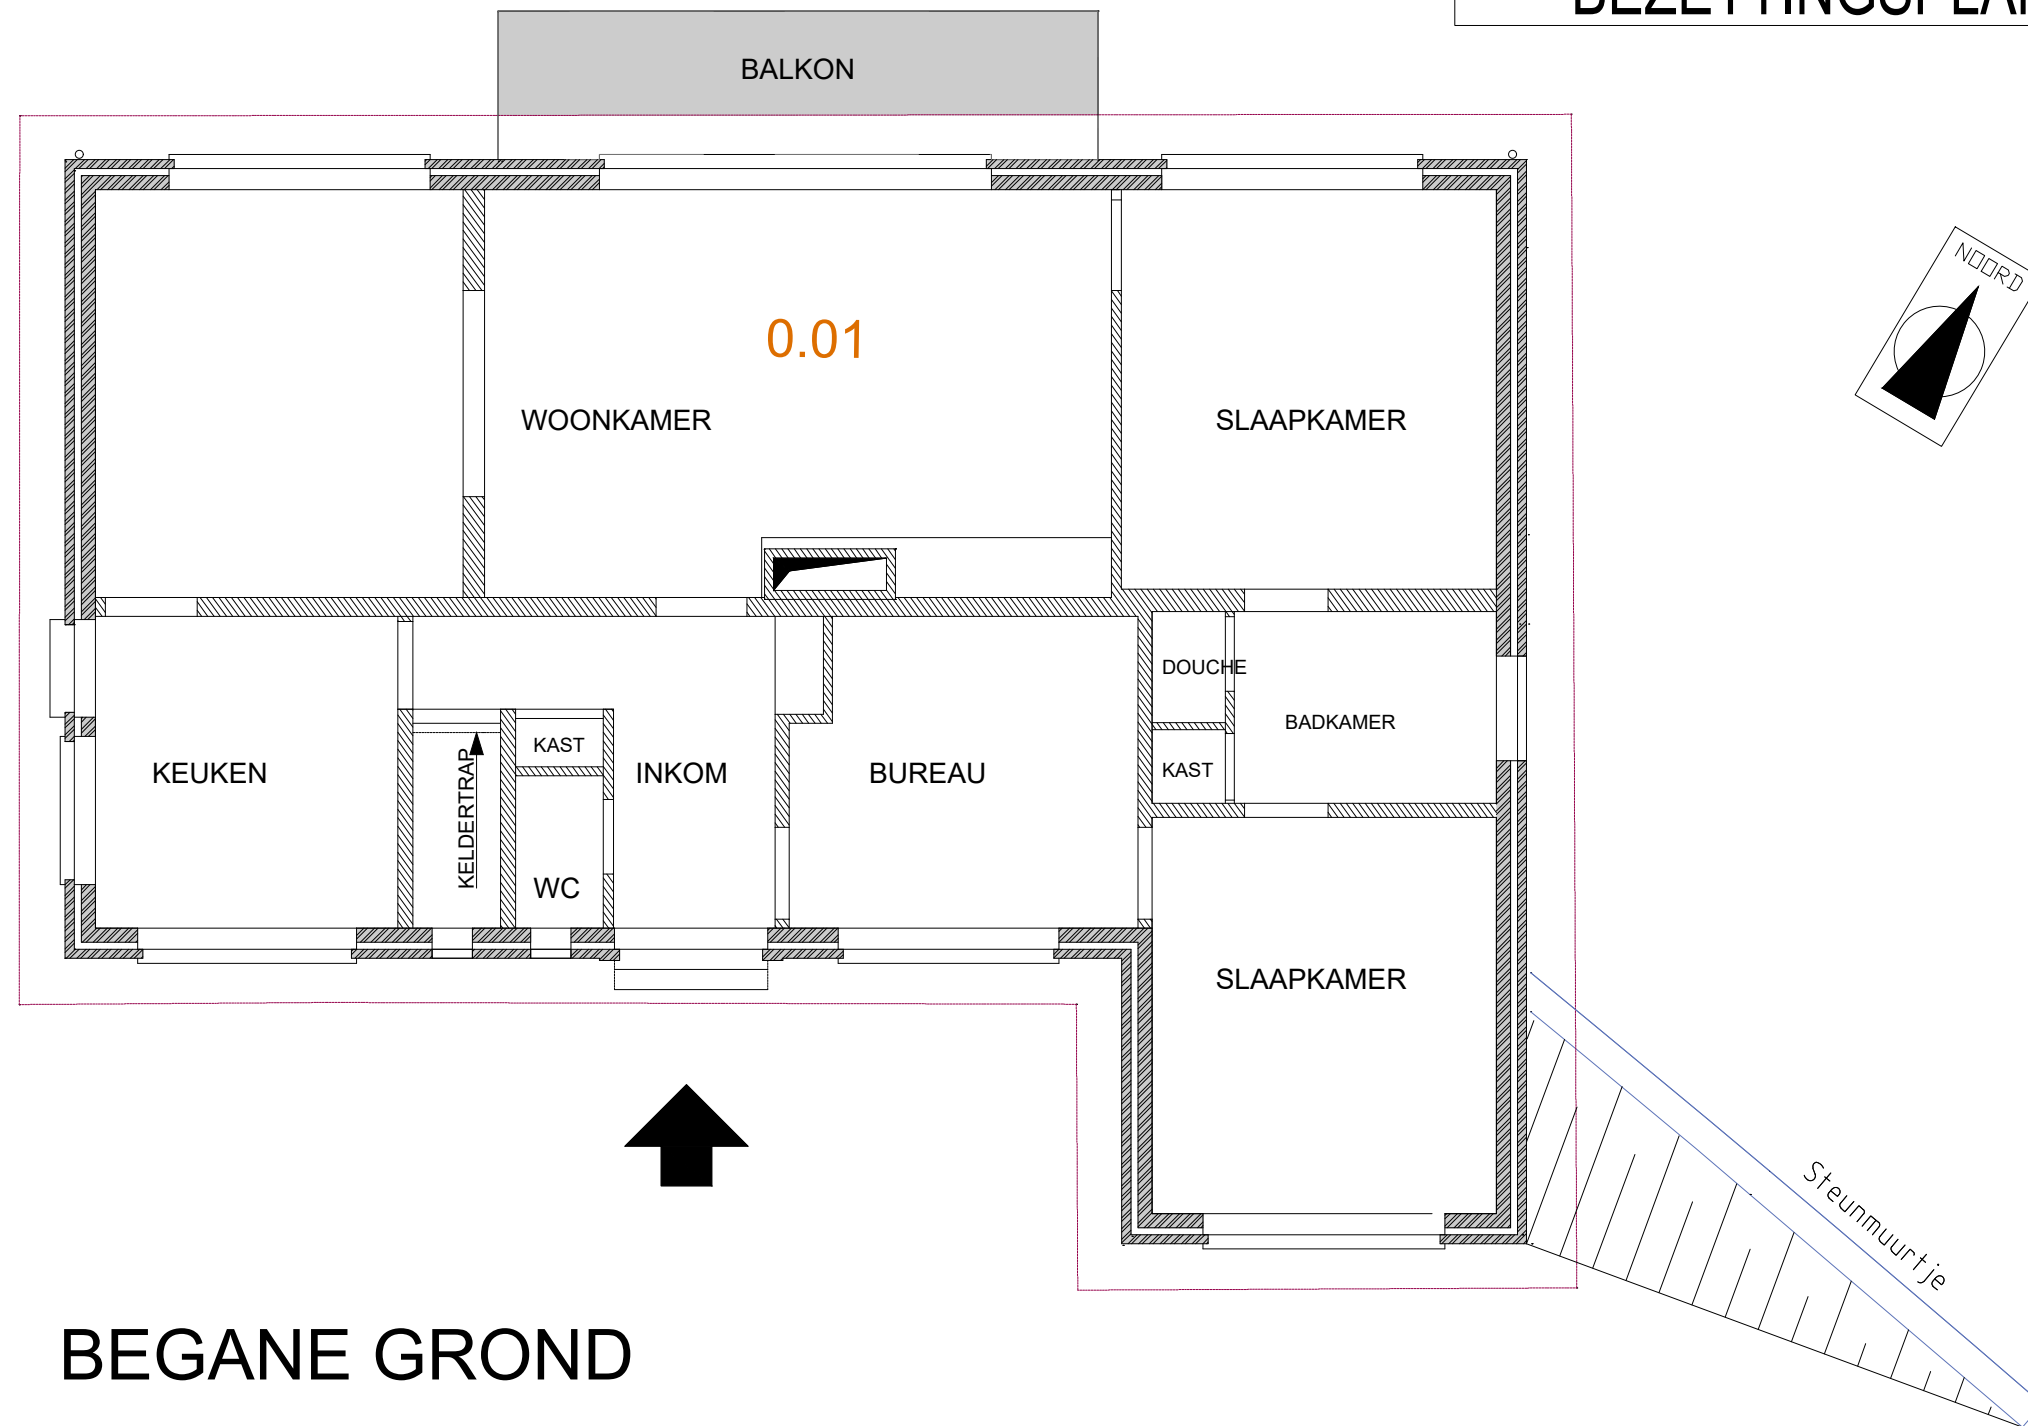 BALKON
NOORD
0.01
WOONKAMER
SLAAPKAMER
DOUCHE
BADKAMER
KAST
KEUKEN
KELDERTRAP
INKOM
BUREAU
KAST
WC
SLAAPKAMER
Steunmuurtje
BEGANE GROND